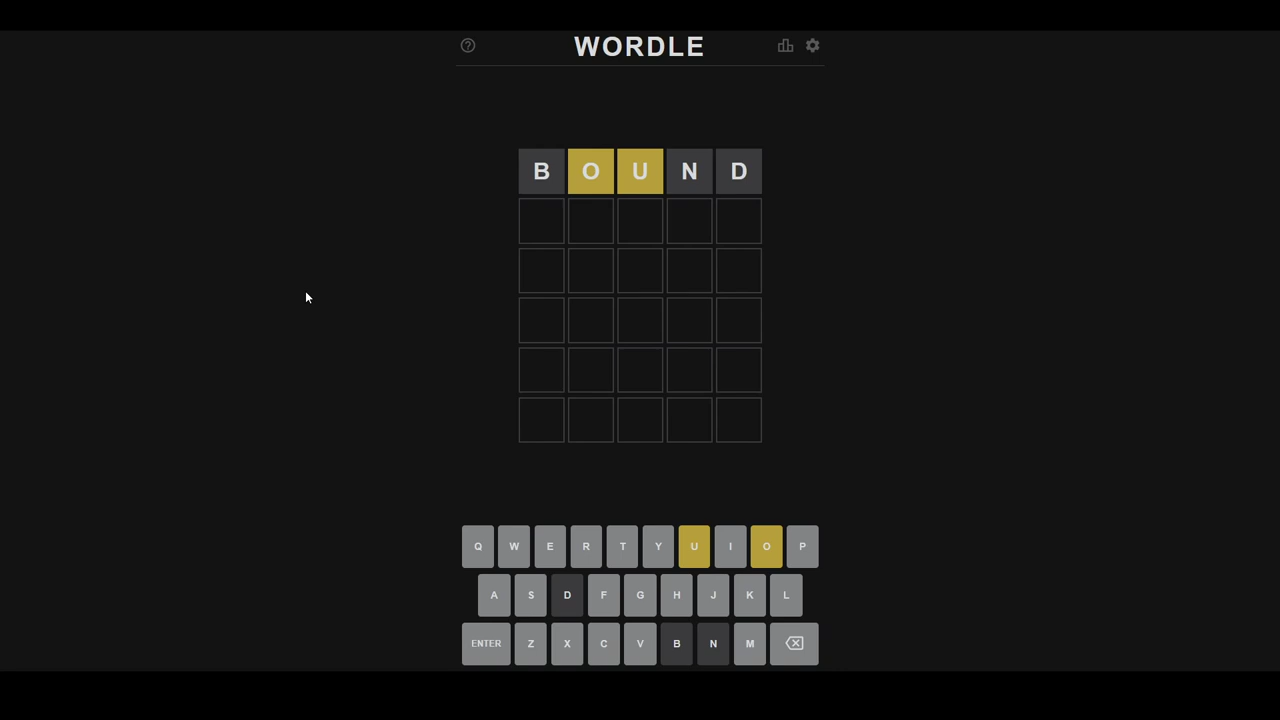 WORDLE
B O U N D
Q W E R T Y U I O P
A S D F G H J K L
ENTER Z X C V B N M